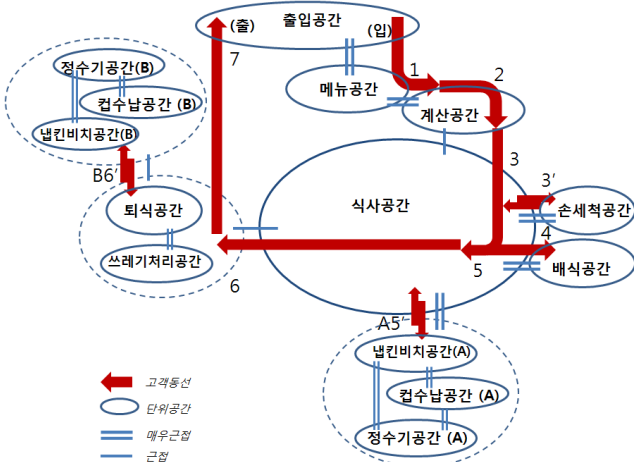 (출)
출입공간
(입)
7
1
2
메뉴공간
계산공간
정수기공간(B)
컵수납공간 (B)
냅킨비치공간(B)
B6′
3
3′
식사공간
손세척공간
퇴식공간
4
쓰레기처리공간
5
배식공간
6
A5′
냅킨비치공간(A)
컵수납공간 (A)
정수기공간 (A)
고객동선
단위공간
매우근접
근접